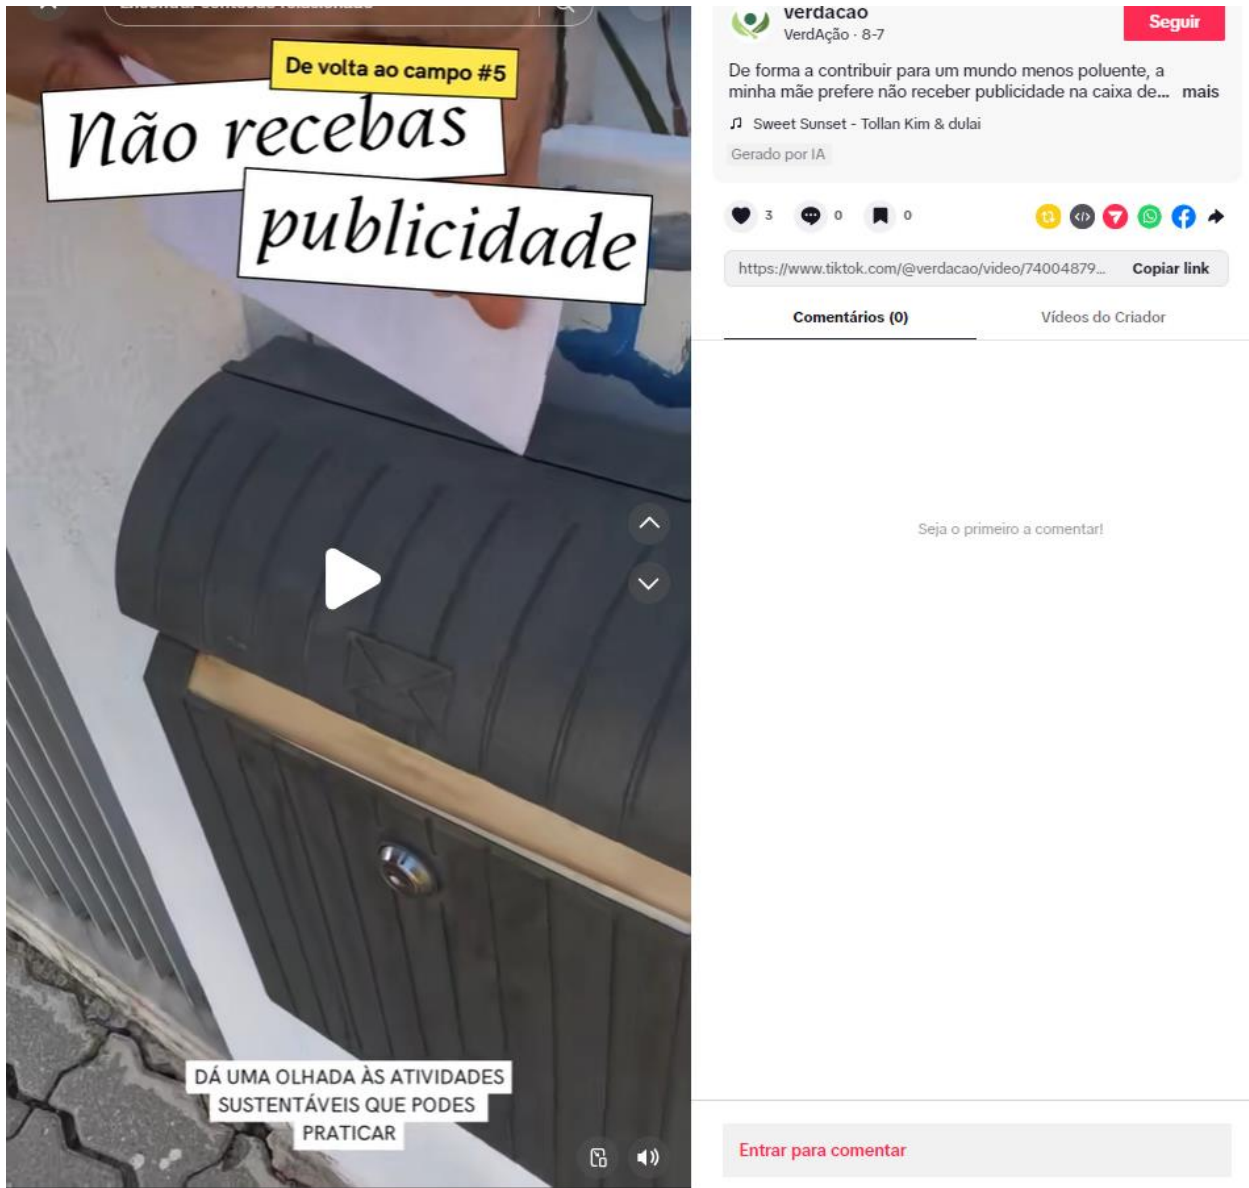 De volta ao campo #5
Não recebas
publicidade
DÁ UMA OLHADA ÀS ATIVIDADES
SUSTENTÁVEIS QUE PODES
PRATICAR
verdacao
VerdAção · 8-7
Seguir
De forma a contribuir para um mundo menos poluente, a
minha mãe prefere não receber publicidade na caixa de... mais
Sweet Sunset - Tollan Kim & dulai
Gerado por IA
3
0
0
https://www.tiktok.com/@verdacao/video/74004879...
Copiar link
Comentários (0)
Vídeos do Criador
Seja o primeiro a comentar!
Entrar para comentar